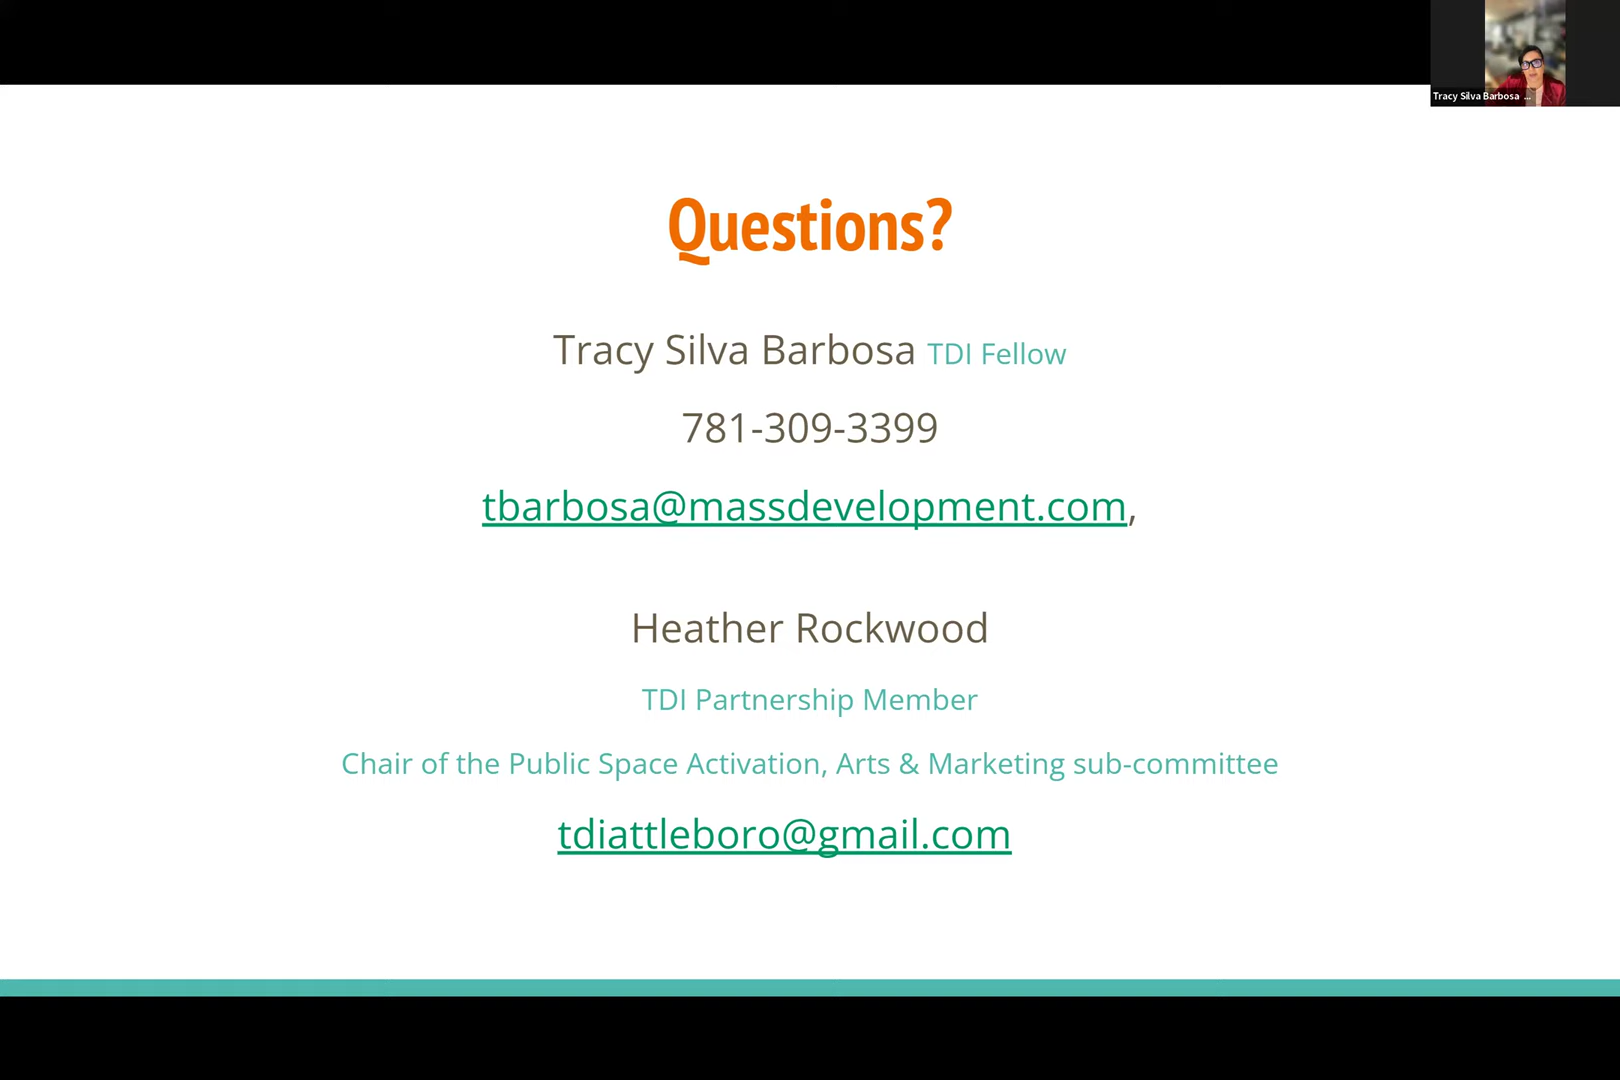 Tracy Silva Barbosa ...
Questions?
Tracy Silva Barbosa TDI Fellow
781-309-3399
tbarbosa@massdevelopment.com,
Heather Rockwood
TDI Partnership Member
Chair of the Public Space Activation, Arts & Marketing sub-committee
tdiattleboro@gmail.com